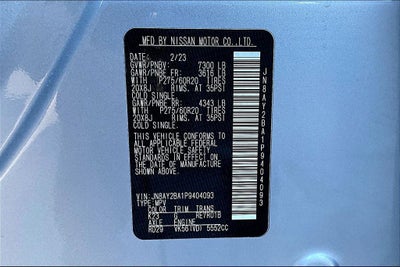 MFD BY NISSAN MOTOR CO.,LTD.
DATE: 2/23
GVWR/PNBV: 7300 LB
GAWR/PNBE FR: 3616 LB
WITH P275/60R20 TIRES
20X8J RIMS AT 35PSI
COLD SINGLE.
GAWR/PNBE RR: 4343 LB
WITH P275/60R20 TIRES
20X8J RIMS AT 35PSI
COLD SINGLE.
THIS VEHICLE CONFORMS TO
ALL APPLICABLE FEDERAL
MOTOR VEHICLE SAFETY
STANDARDS IN EFFECT ON
THE DATE OF MANUFACTURE
SHOWN ABOVE.
VIN: JN8AY2BA1P9404093
TYPE: MPV
COLOR TRIM TRANS
K23 G RE7R01B
AXLE ENGINE
RD29 VK56(VD) 5552CC
JN8AY2BA1P9404093